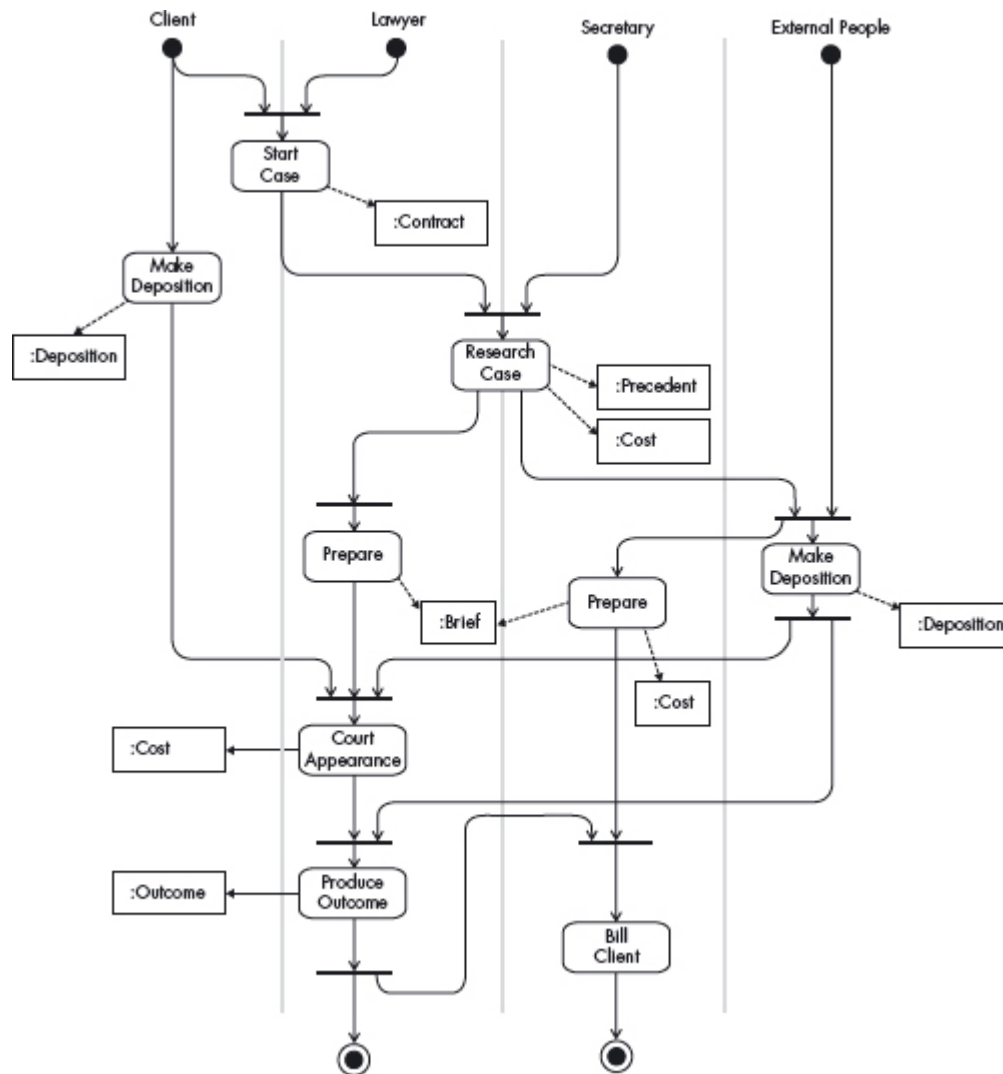 Client
Lawyer
Secretary
External People
Start
Case
:Contract
Make
Deposition
:Deposition
Research
Case
:Precedent
:Cost
Prepare
Make
Deposition
:Brief
Prepare
:Deposition
:Cost
:Cost
Court
Appearance
:Outcome
Produce
Outcome
Bill
Client